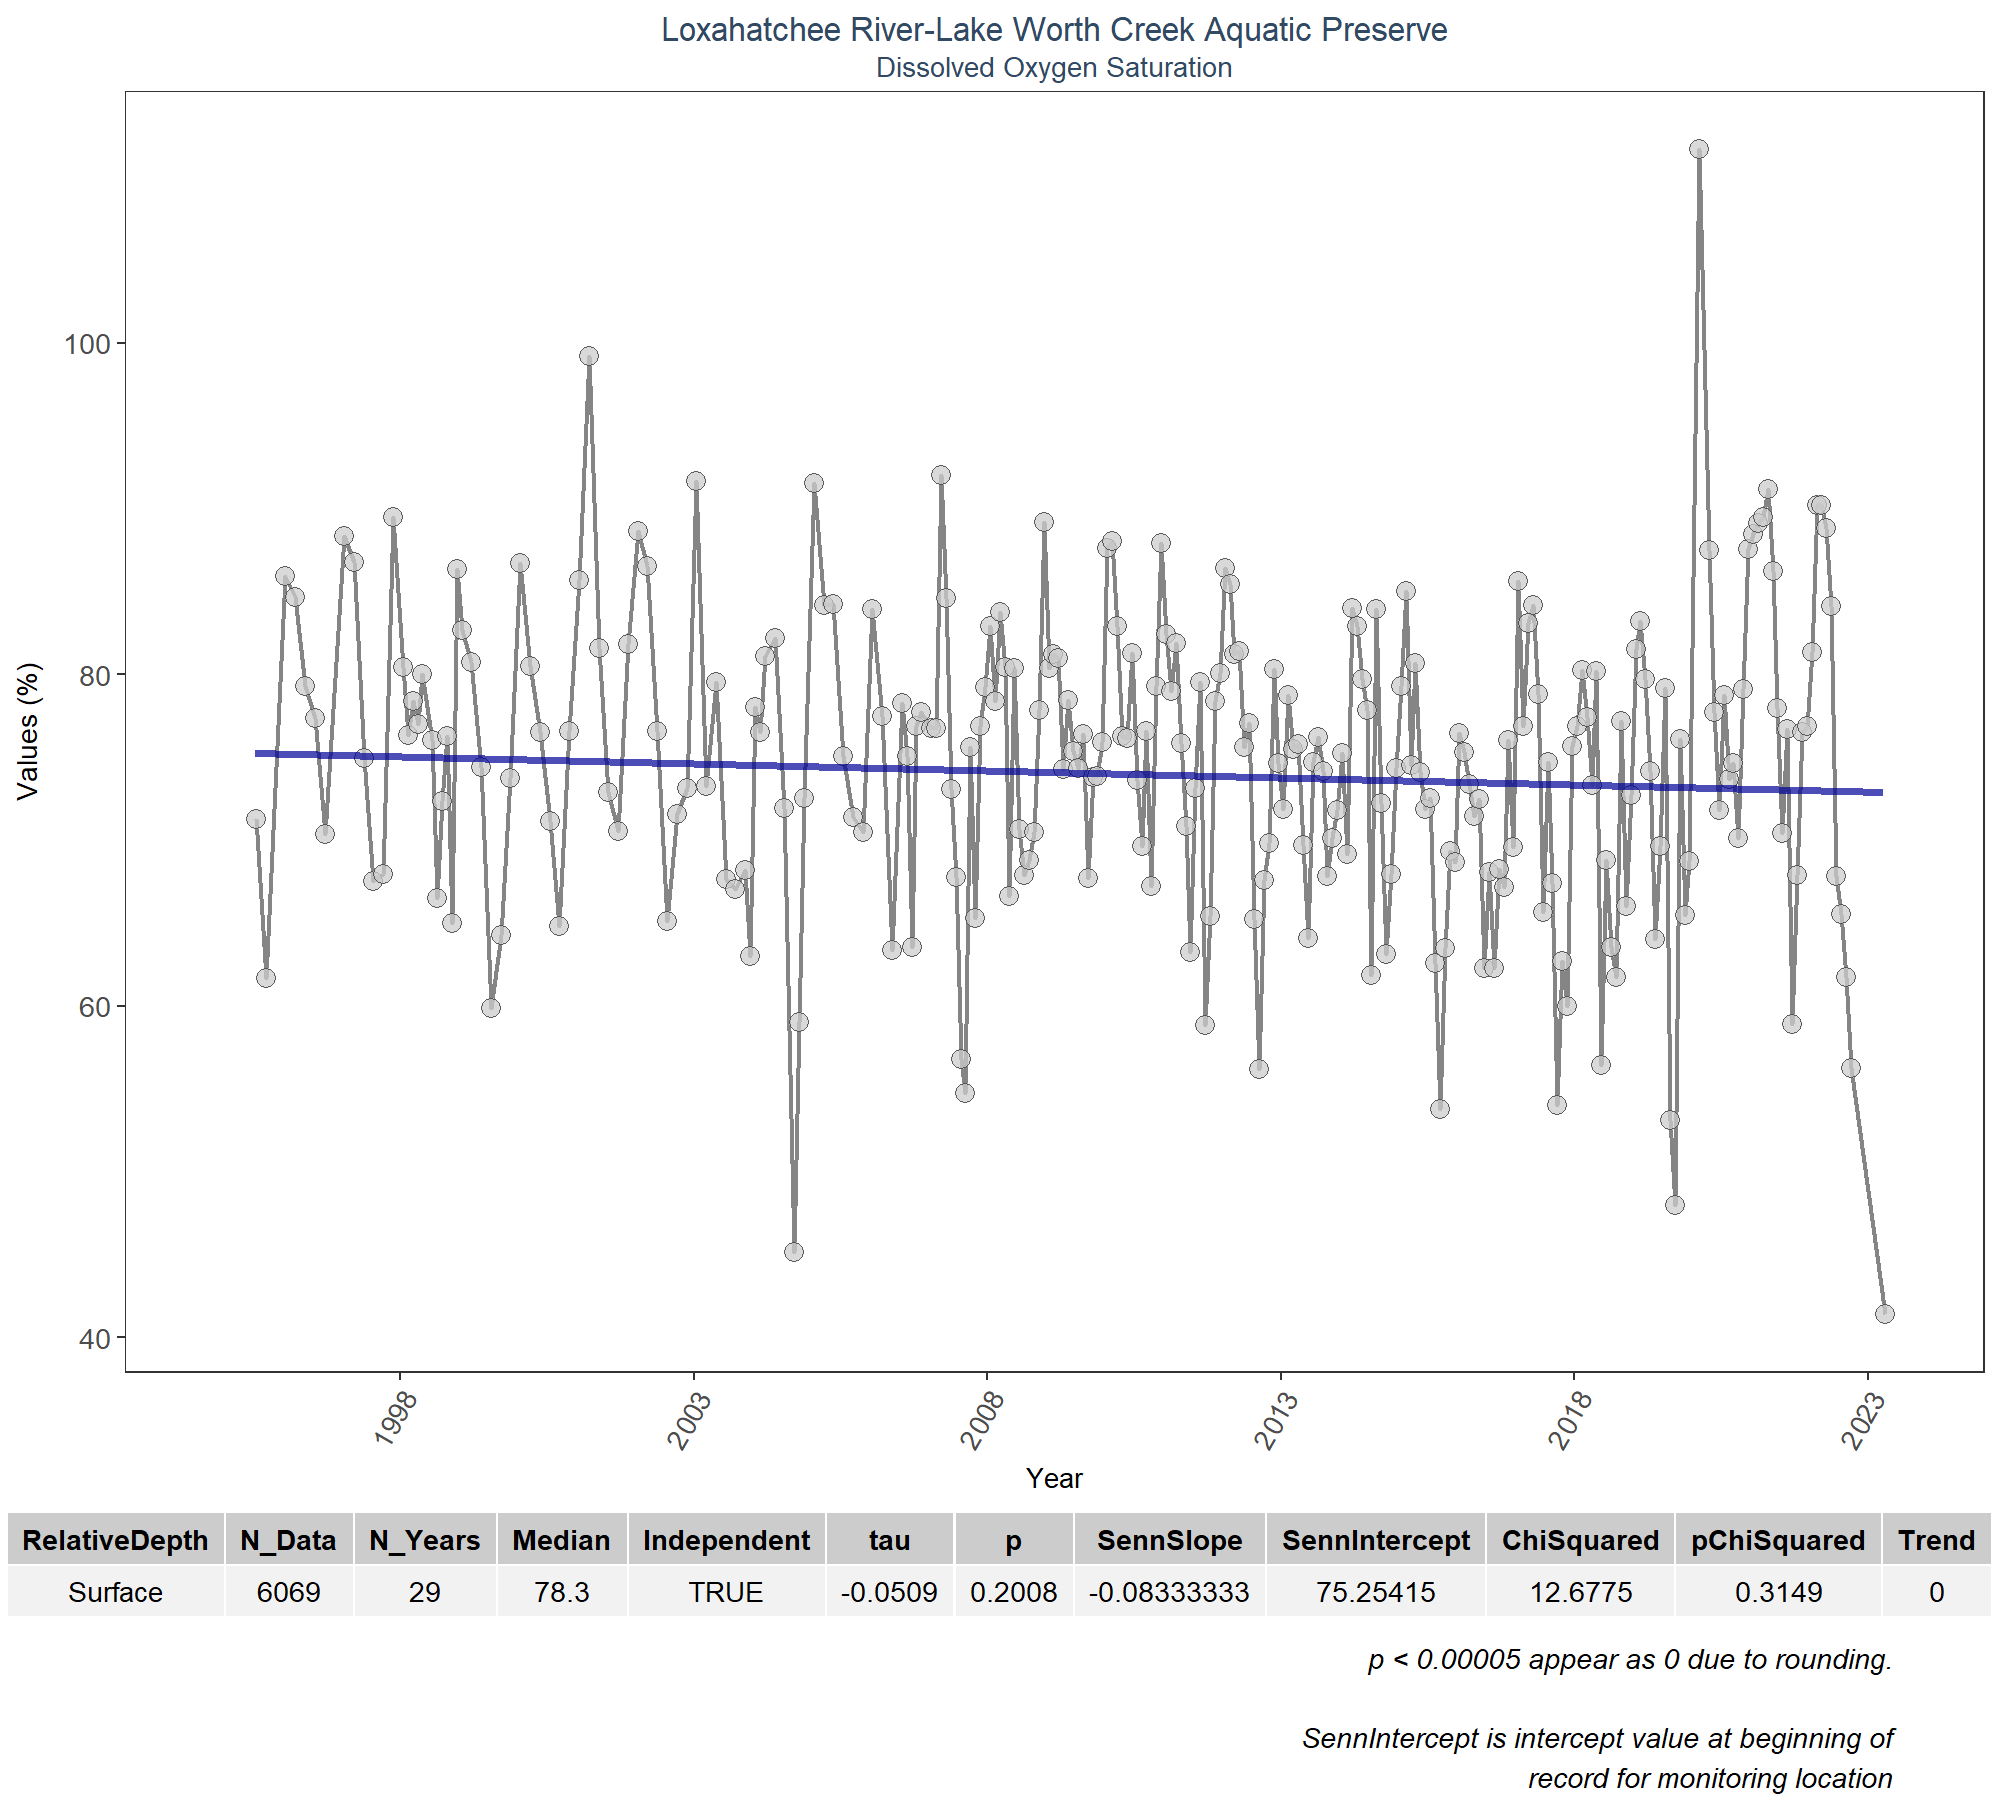 Loxahatchee River-Lake Worth Creek Aquatic Preserve
Dissolved Oxygen Saturation
Values (%)
100
80
60
40
1998 2003 2008 2013 2018 2023
Year
RelativeDepth N_Data N_Years Median Independent tau p SennSlope SennIntercept ChiSquared pChiSquared Trend
Surface 6069 29 78.3 TRUE -0.0509 0.2008 -0.08333333 75.25415 12.6775 0.3149 0
p < 0.00005 appear as 0 due to rounding.
SennIntercept is intercept value at beginning of
record for monitoring location